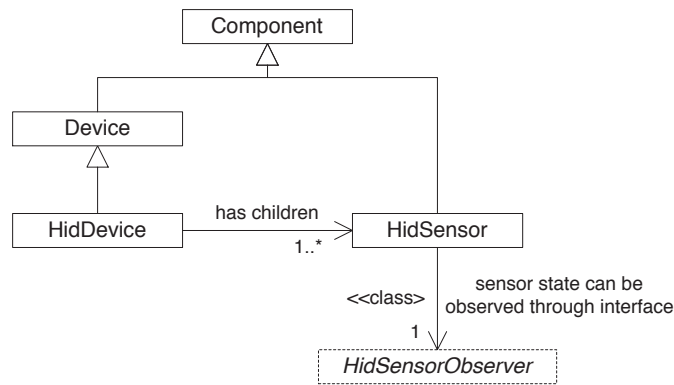 Component
Device
has children
HidDevice
HidSensor
1..*
sensor state can be
<<class>>
observed through interface
1
HidSensorObserver